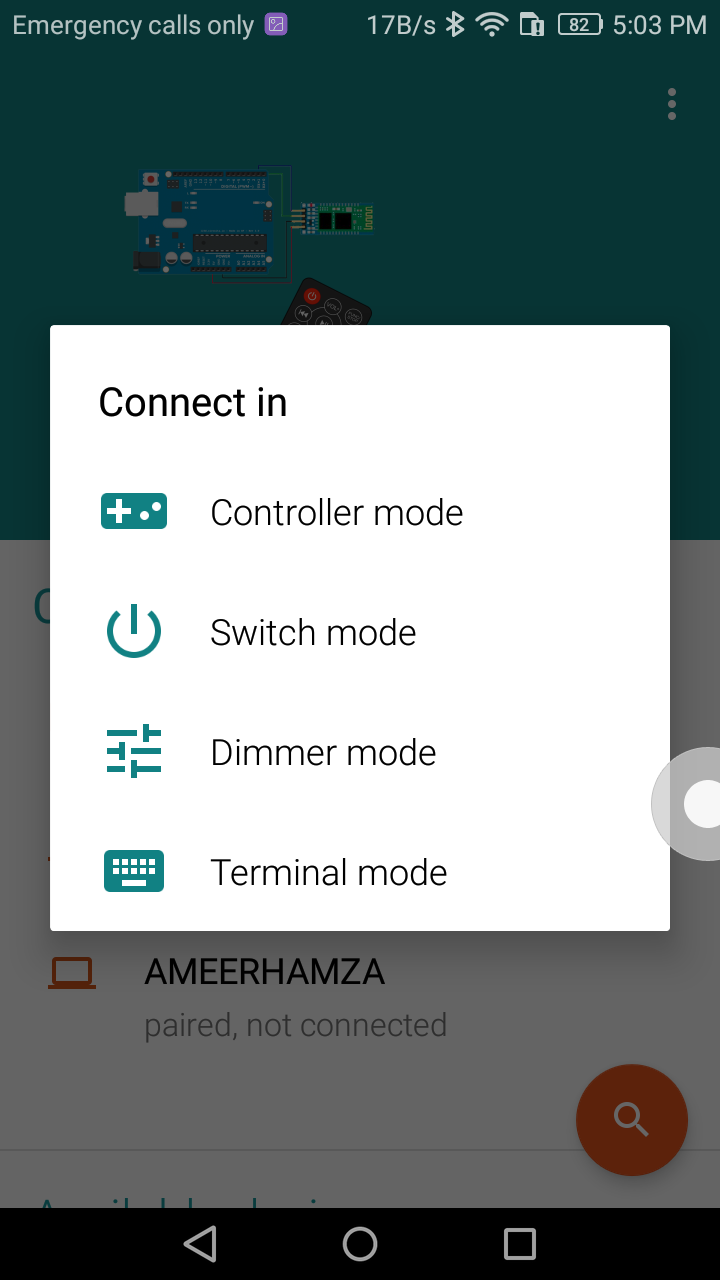 Emergency calls only 17B/s 82 5:03 PM
Connect in
Controller mode
Switch mode
Dimmer mode
Terminal mode
AMEERHAMZA
paired, not connected